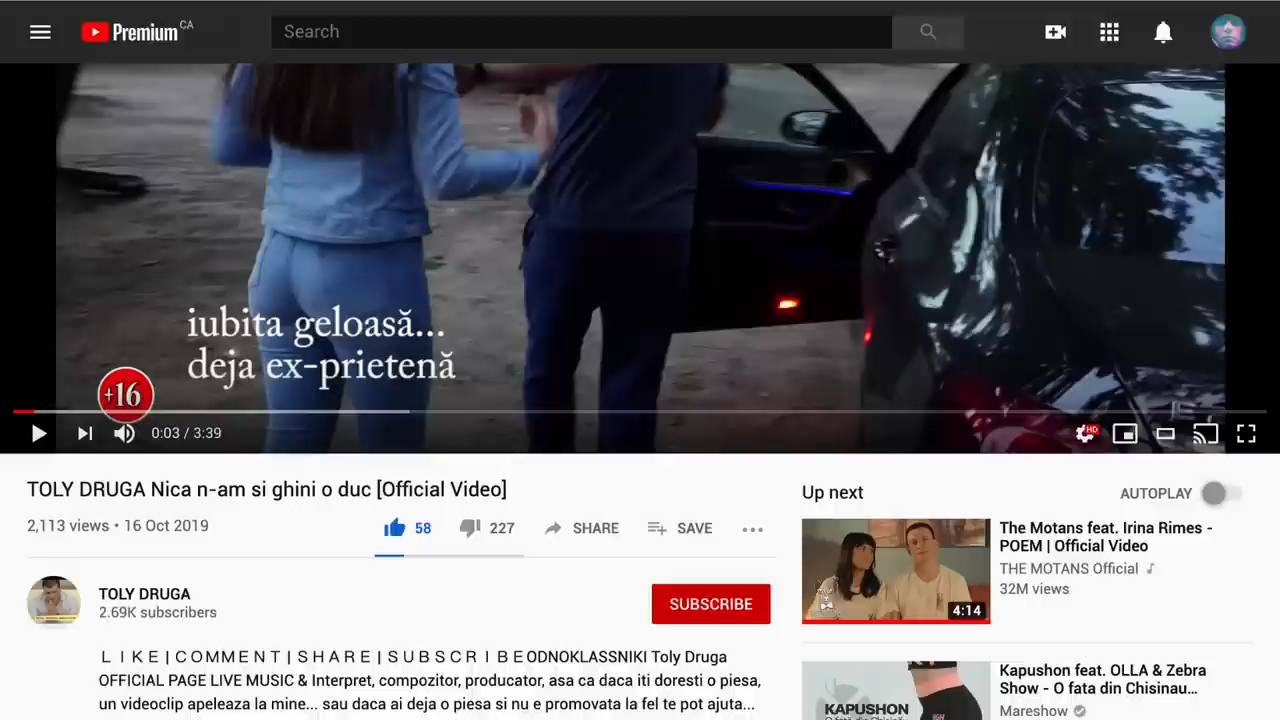 Premium CA
Search
iubita geloasă...
deja ex-prietenă
+16
0:03 / 3:39
HD
TOLY DRUGA Nica n-am si ghini o duc [Official Video]
2,113 views • 16 Oct 2019
58
227
SHARE
SAVE
TOLY DRUGA
2.69K subscribers
SUBSCRIBE
L I K E | C O M M E N T | S H A R E | S U B S C R I B E ODNOKLASSNIKI Toly Druga
OFFICIAL PAGE LIVE MUSIC & Interpret, compozitor, producator, asa ca daca iti doresti o piesa,
un videoclip apeleaza la mine... sau daca ai deja o piesa si nu e promovata la fel te pot ajuta...
Up next
AUTOPLAY
4:14
The Motans feat. Irina Rimes -
POEM | Official Video
THE MOTANS Official
32M views
KAPUSHON
Kapushon feat. OLLA & Zebra
Show - O fata din Chisinau...
Mareshow